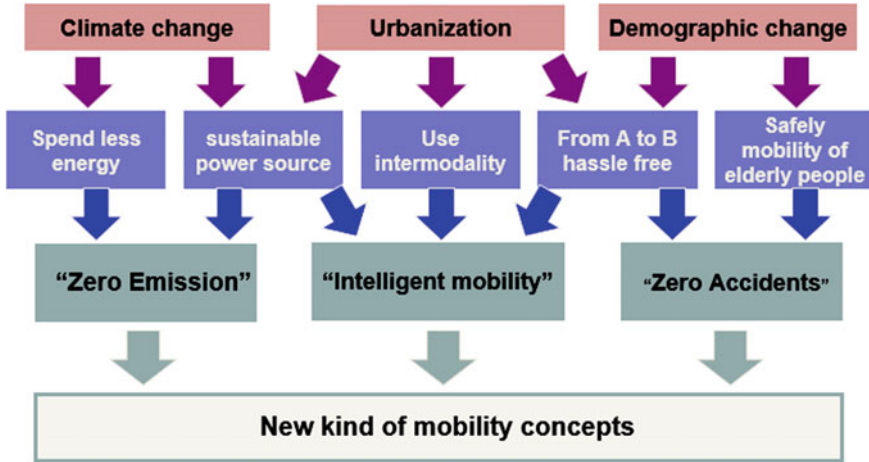 Climate change
Urbanization
Demographic change
Spend less
energy
sustainable
power source
Use
intermodality
From A to B
hassle free
Safely
mobility of
elderly people
“Zero Emission”
“Intelligent mobility”
“Zero Accidents”
New kind of mobility concepts